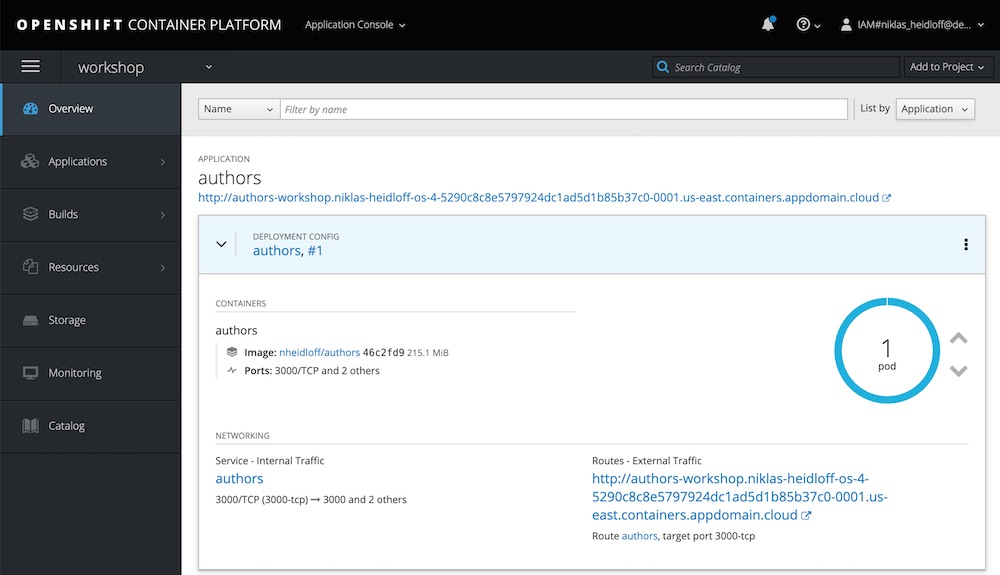 OPENSHIFT CONTAINER PLATFORM
Application Console
IAM#niklas_heidloff@de...
workshop
Search Catalog
Add to Project
Overview
Applications
Builds
Resources
Storage
Monitoring
Catalog
Name
Filter by name
List by
Application
APPLICATION
authors
http://authors-workshop.niklas-heidloff-os-4-5290c8c8e5797924dc1ad5d1b85b37c0-0001.us-east.containers.appdomain.cloud
DEPLOYMENT CONFIG
authors, #1
CONTAINERS
authors
Image: nheidloff/authors 46c2fd9 215.1 MiB
Ports: 3000/TCP and 2 others
1
pod
NETWORKING
Service - Internal Traffic
authors
3000/TCP (3000-tcp) → 3000 and 2 others
Routes - External Traffic
http://authors-workshop.niklas-heidloff-os-4-
5290c8c8e5797924dc1ad5d1b85b37c0-0001.us-
east.containers.appdomain.cloud
Route authors, target port 3000-tcp